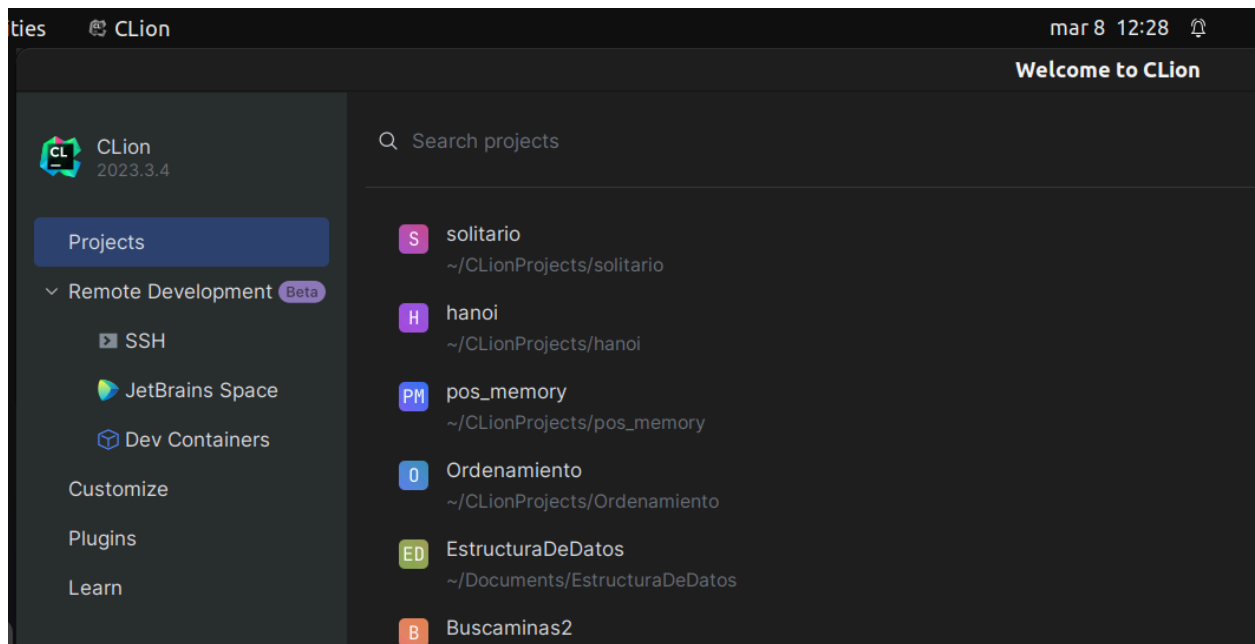 ities CLion mar 8 12:28
Welcome to CLion
CL CLion
2023.3.4
Search projects
Projects
Remote Development Beta
SSH
JetBrains Space
Dev Containers
Customize
Plugins
Learn
S solitario
~/CLionProjects/solitario
H hanoi
~/CLionProjects/hanoi
PM pos_memory
~/CLionProjects/pos_memory
O Ordenamiento
~/CLionProjects/Ordenamiento
ED EstructuraDeDatos
~/Documents/EstructuraDeDatos
B Buscaminas2